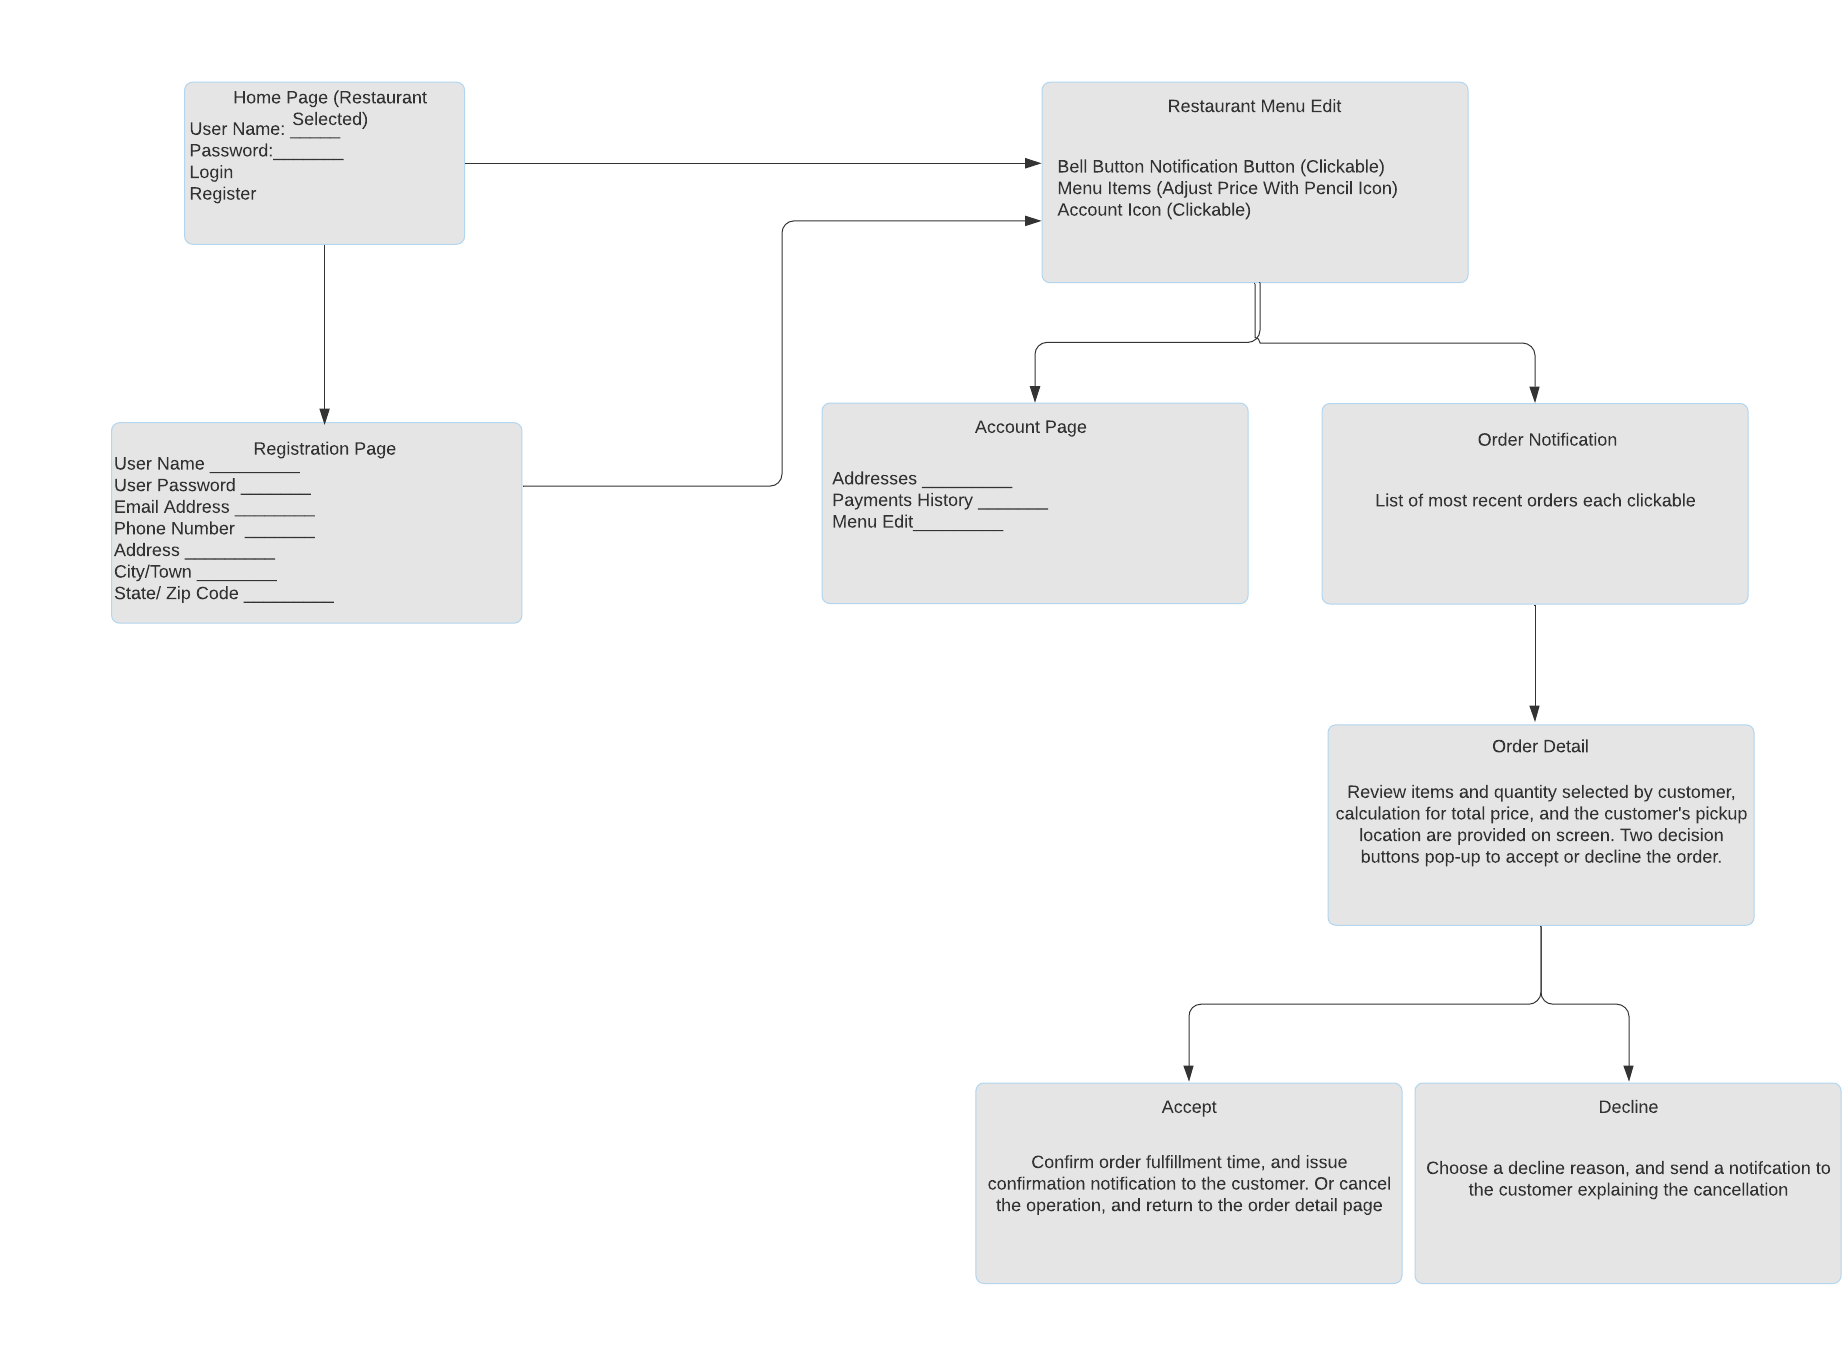 Home Page (Restaurant
Selected)
User Name: _____
Password:_______
Login
Register
Restaurant Menu Edit
Bell Button Notification Button (Clickable)
Menu Items (Adjust Price With Pencil Icon)
Account Icon (Clickable)
Registration Page
User Name _________
User Password _______
Email Address ________
Phone Number  _______
Address _________
City/Town ________
State/ Zip Code _________
Account Page
Addresses _________
Payments History _______
Menu Edit_________
Order Notification
List of most recent orders each clickable
Order Detail
Review items and quantity selected by customer,
calculation for total price, and the customer's pickup
location are provided on screen. Two decision
buttons pop-up to accept or decline the order.
Accept
Confirm order fulfillment time, and issue
confirmation notification to the customer. Or cancel
the operation, and return to the order detail page
Decline
Choose a decline reason, and send a notifcation to
the customer explaining the cancellation